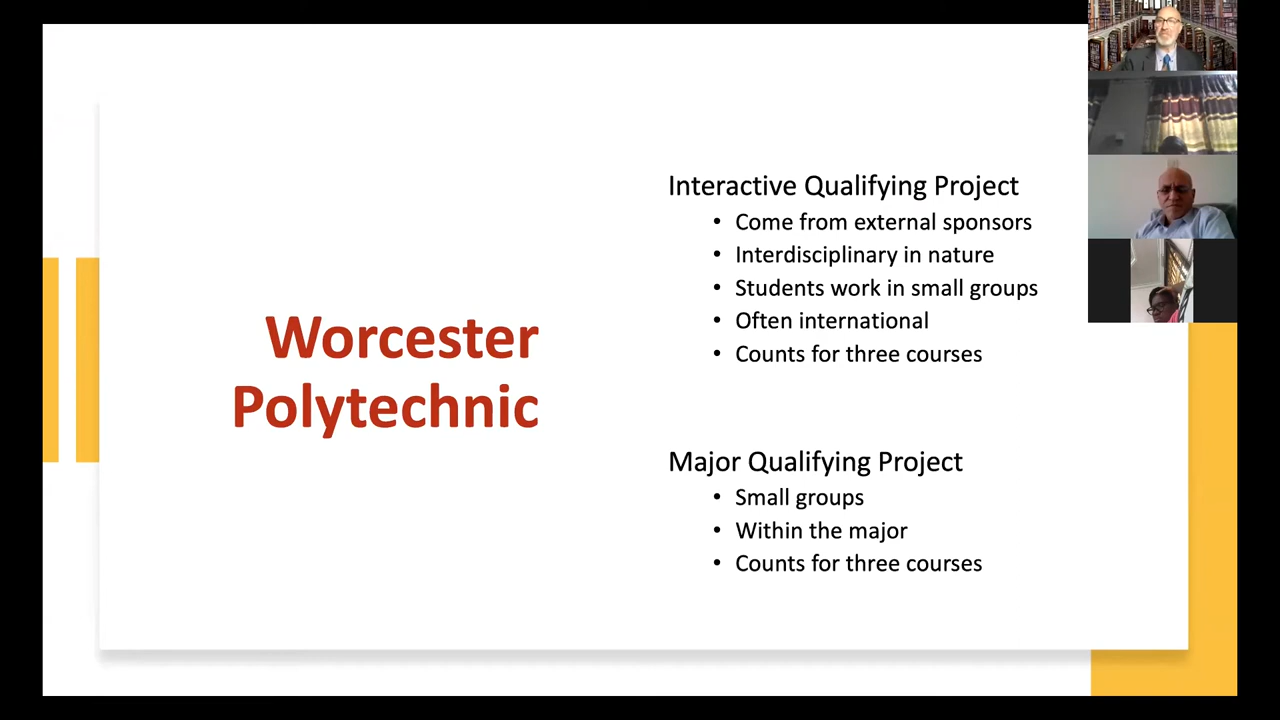 Worcester
Polytechnic
Interactive Qualifying Project
• Come from external sponsors
• Interdisciplinary in nature
• Students work in small groups
• Often international
• Counts for three courses
Major Qualifying Project
• Small groups
• Within the major
• Counts for three courses